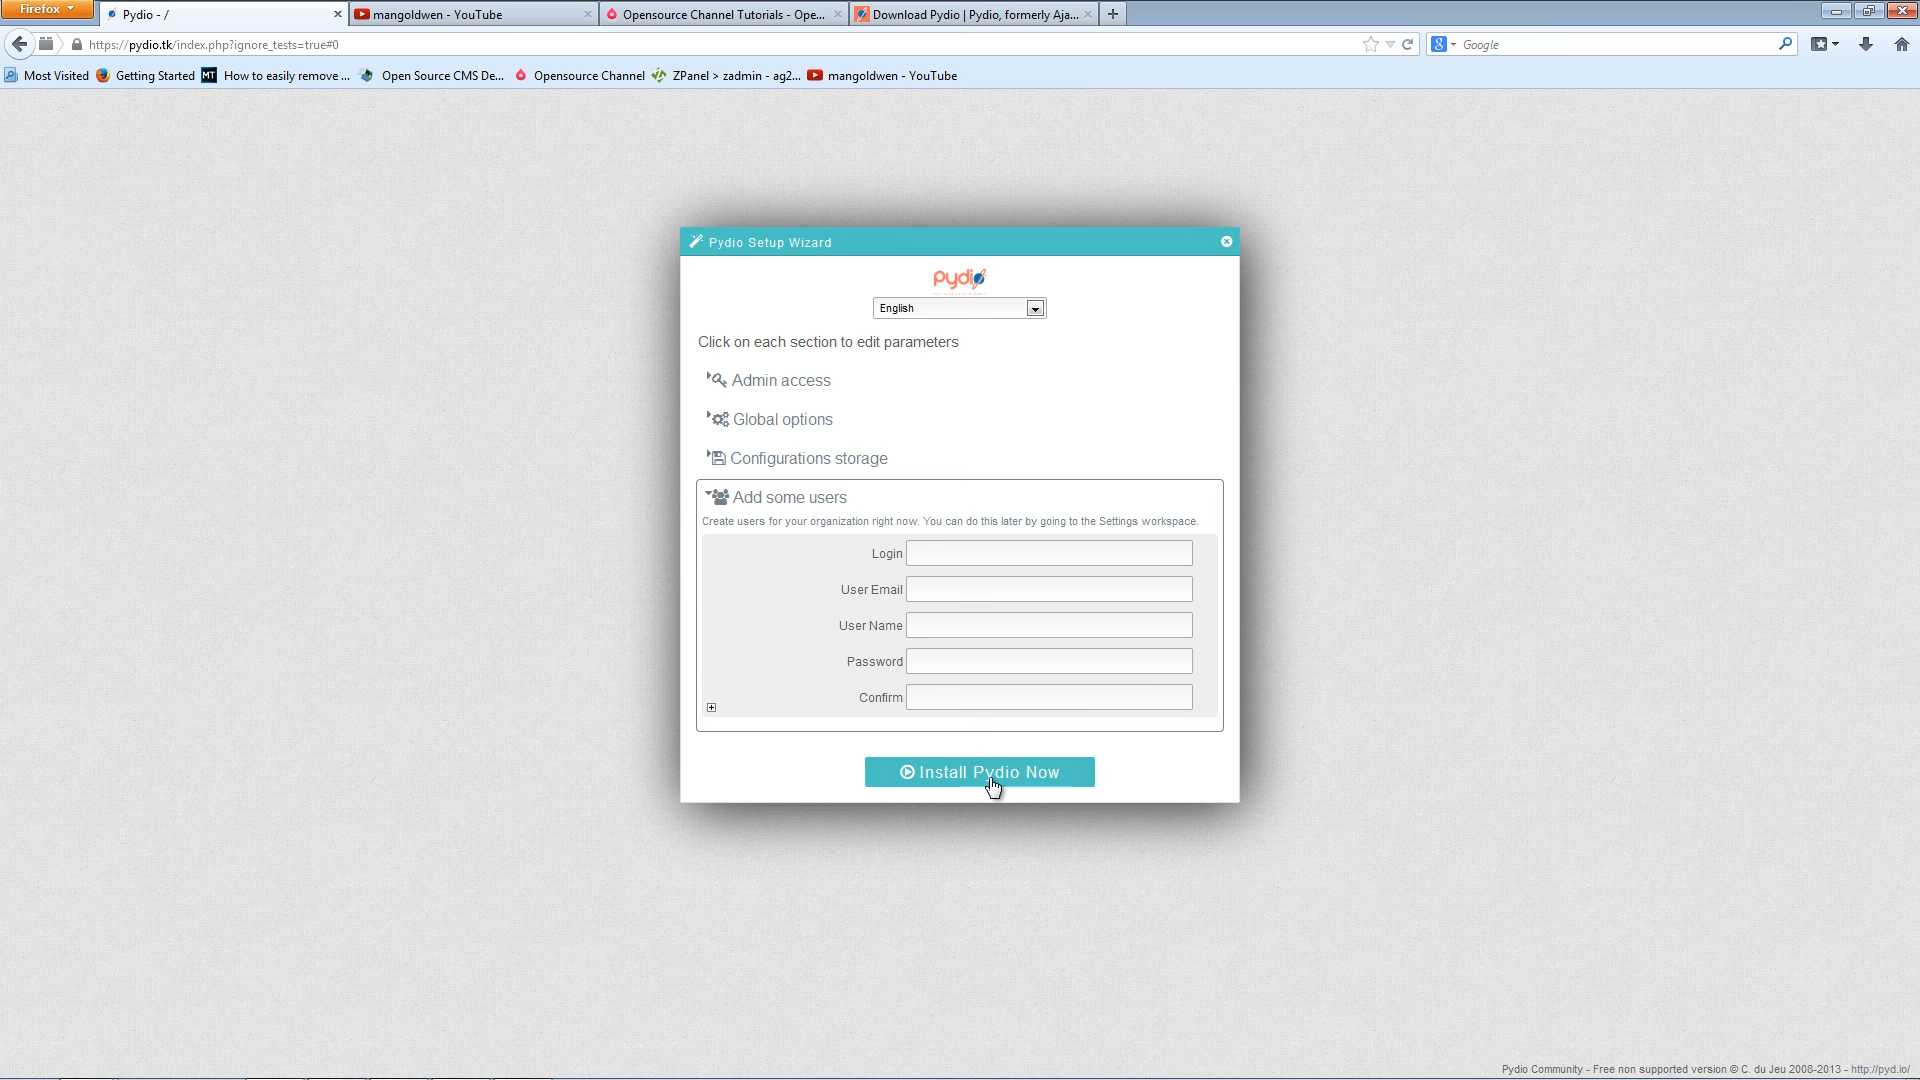 Firefox
Pydio - /
mangoldwen - YouTube
Opensource Channel Tutorials - Ope...
Download Pydio | Pydio, formerly Aja...
https://pydio.tk/index.php?ignore_tests=true#0
Google
Most Visited
Getting Started
MT
How to easily remove ...
Open Source CMS De...
Opensource Channel
ZPanel > zadmin - ag2...
mangoldwen - YouTube
Pydio Setup Wizard
pydio
English
Click on each section to edit parameters
Admin access
Global options
Configurations storage
Add some users
Create users for your organization right now. You can do this later by going to the Settings workspace.
Login
User Email
User Name
Password
Confirm
Install Pydio Now
Pydio Community - Free non supported version © C. du Jeu 2008-2013 - http://pyd.io/